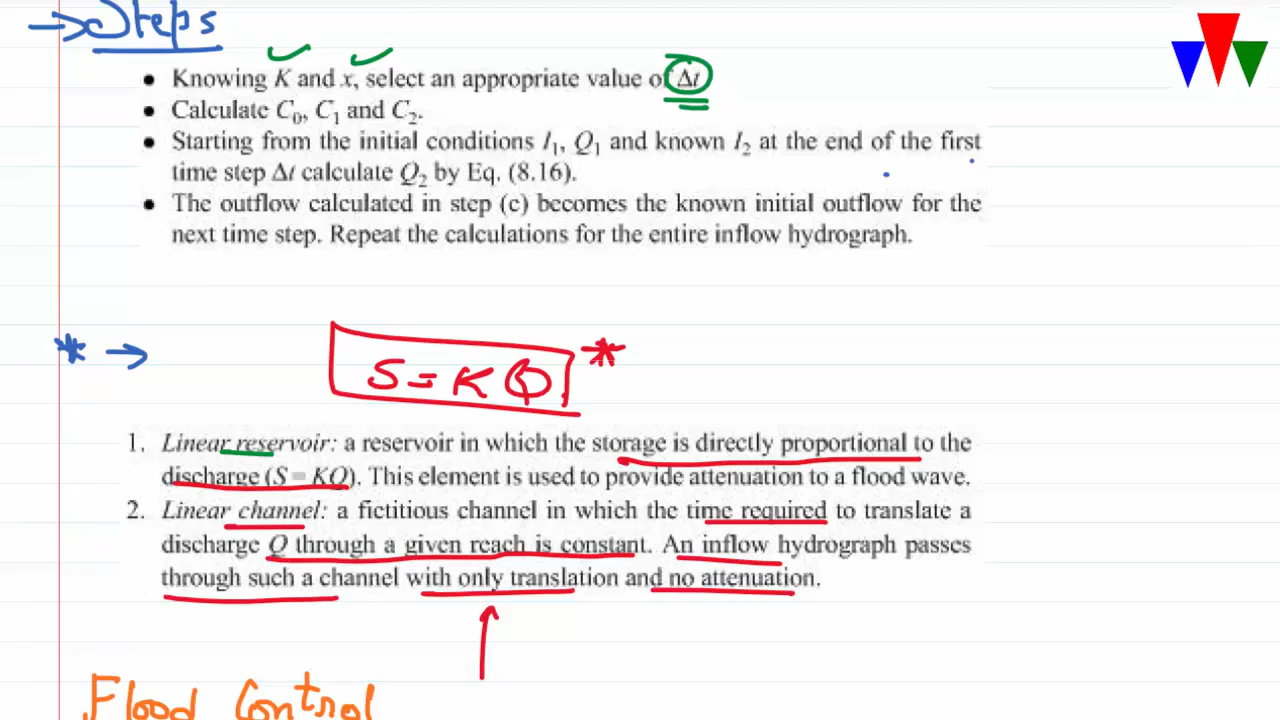 → Steps
• Knowing K and x, select an appropriate value of Δt
• Calculate C₀, C₁ and C₂.
• Starting from the initial conditions I₁, Q₁ and known I₂ at the end of the first
time step Δt calculate Q₂ by Eq. (8.16).
• The outflow calculated in step (c) becomes the known initial outflow for the
next time step. Repeat the calculations for the entire inflow hydrograph.
* →
S = KQ *
1. Linear reservoir: a reservoir in which the storage is directly proportional to the
discharge (S = KQ). This element is used to provide attenuation to a flood wave.
2. Linear channel: a fictitious channel in which the time required to translate a
discharge Q through a given reach is constant. An inflow hydrograph passes
through such a channel with only translation and no attenuation.
Flood Control